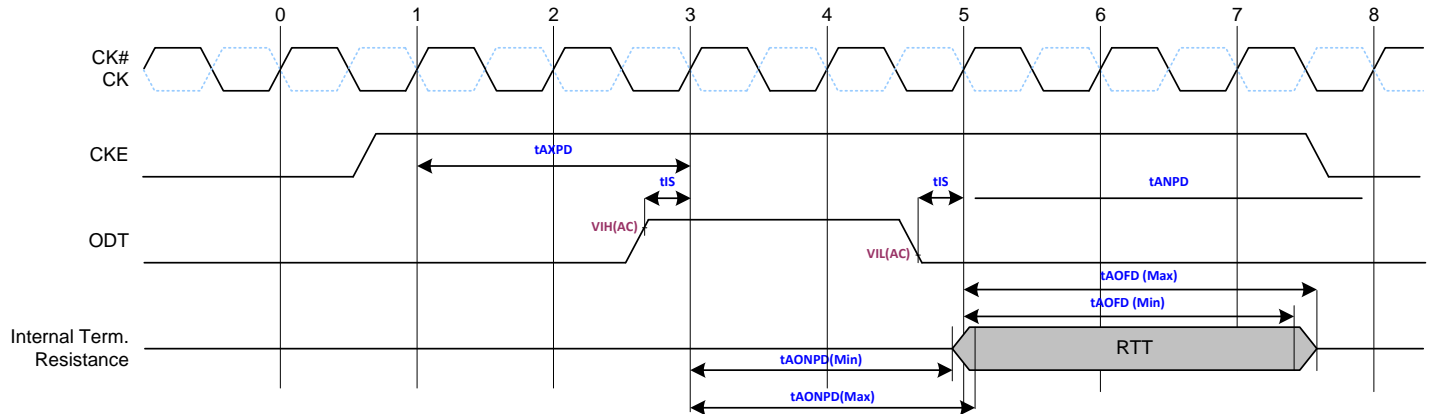 0 1 2 3 4 5 6 7 8
CK#
CK
CKE
tAXPD
tIS
tIS
tANPD
VIH(AC)
ODT
VIL(AC)
tAOFD (Max)
tAOFD (Min)
Internal Term.
Resistance
RTT
tAONPD(Min)
tAONPD(Max)